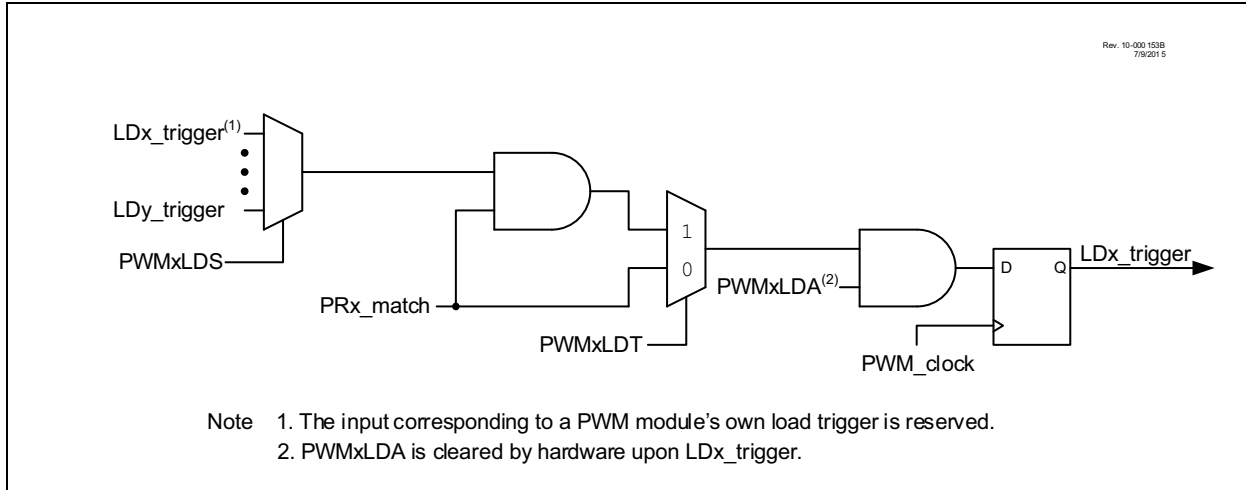 Rev. 10-000 153B
7/9/201 5
LDx_trigger(1)
LDy_trigger
PWMxLDS
PRx_match
1
0
PWMxLDT
PWMxLDA(2)
D Q
LDx_trigger
PWM_clock
Note 1. The input corresponding to a PWM module's own load trigger is reserved.
2. PWMxLDA is cleared by hardware upon LDx_trigger.